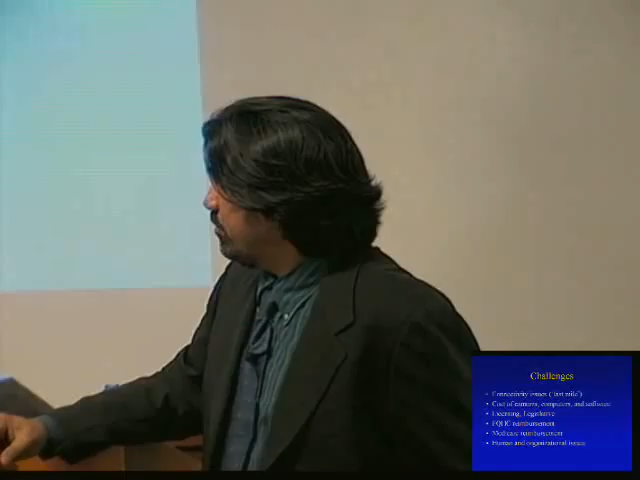 Challenges
• Connectivity issues ("last mile")
• Cost of cameras, computers, and software
• Licensing, Legislative
• FQHC reimbursement
• Medicare reimbursement
• Human and organizational issues